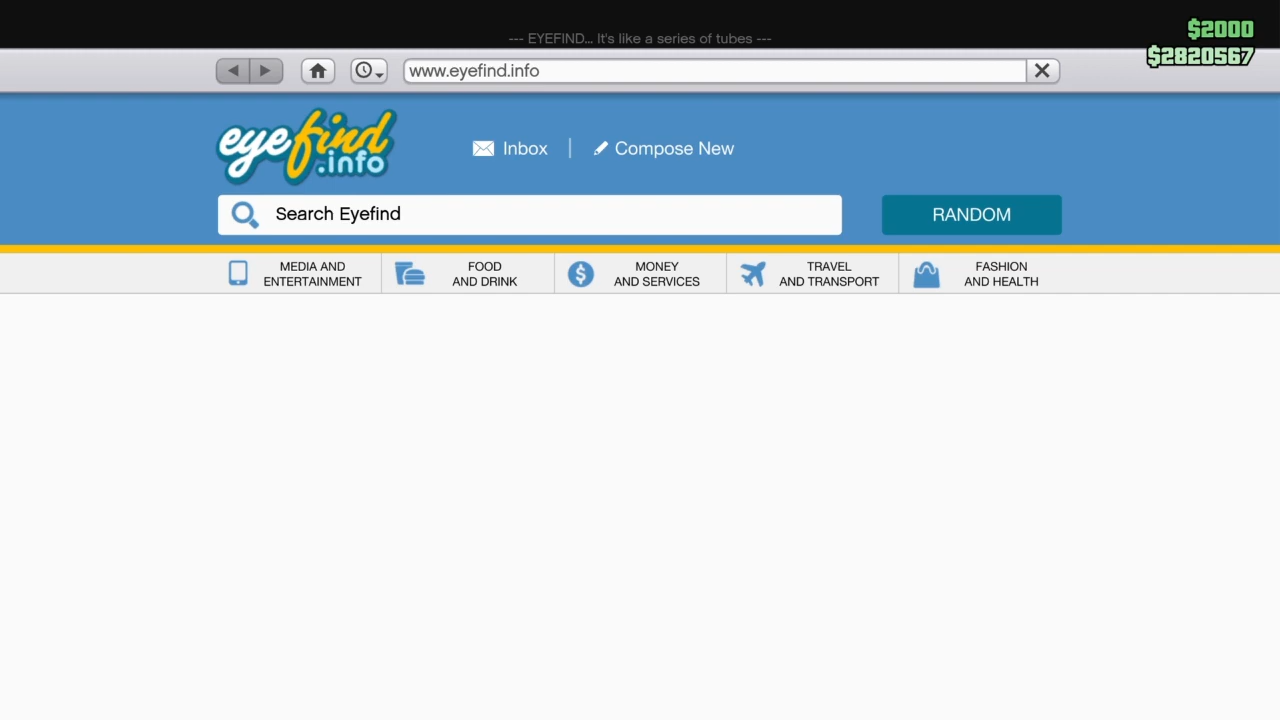 --- EYEFIND... It's like a series of tubes ---
$2000
$2820567
www.eyefind.info
eyefind
.info
Inbox
Compose New
Search Eyefind
RANDOM
MEDIA AND
ENTERTAINMENT
FOOD
AND DRINK
MONEY
AND SERVICES
TRAVEL
AND TRANSPORT
FASHION
AND HEALTH